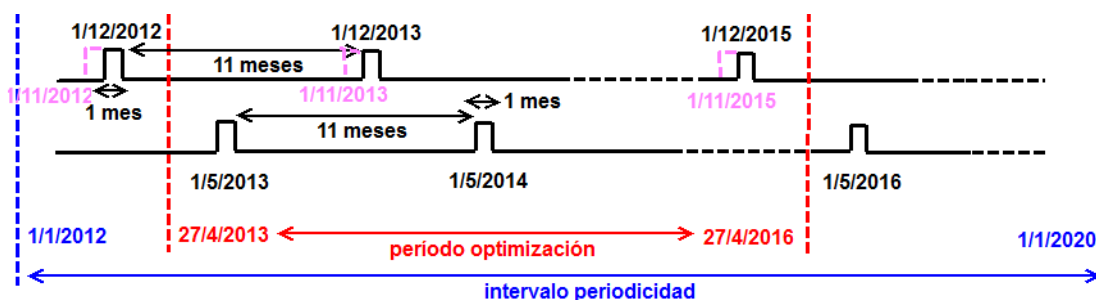 1/12/2012
1/12/2013
1/12/2015
11 meses
1/11/2012
1/11/2013
1/11/2015
1 mes
1 mes
11 meses
1/5/2013
1/5/2014
1/5/2016
1/1/2012
27/4/2013
período optimización
27/4/2016
1/1/2020
intervalo periodicidad